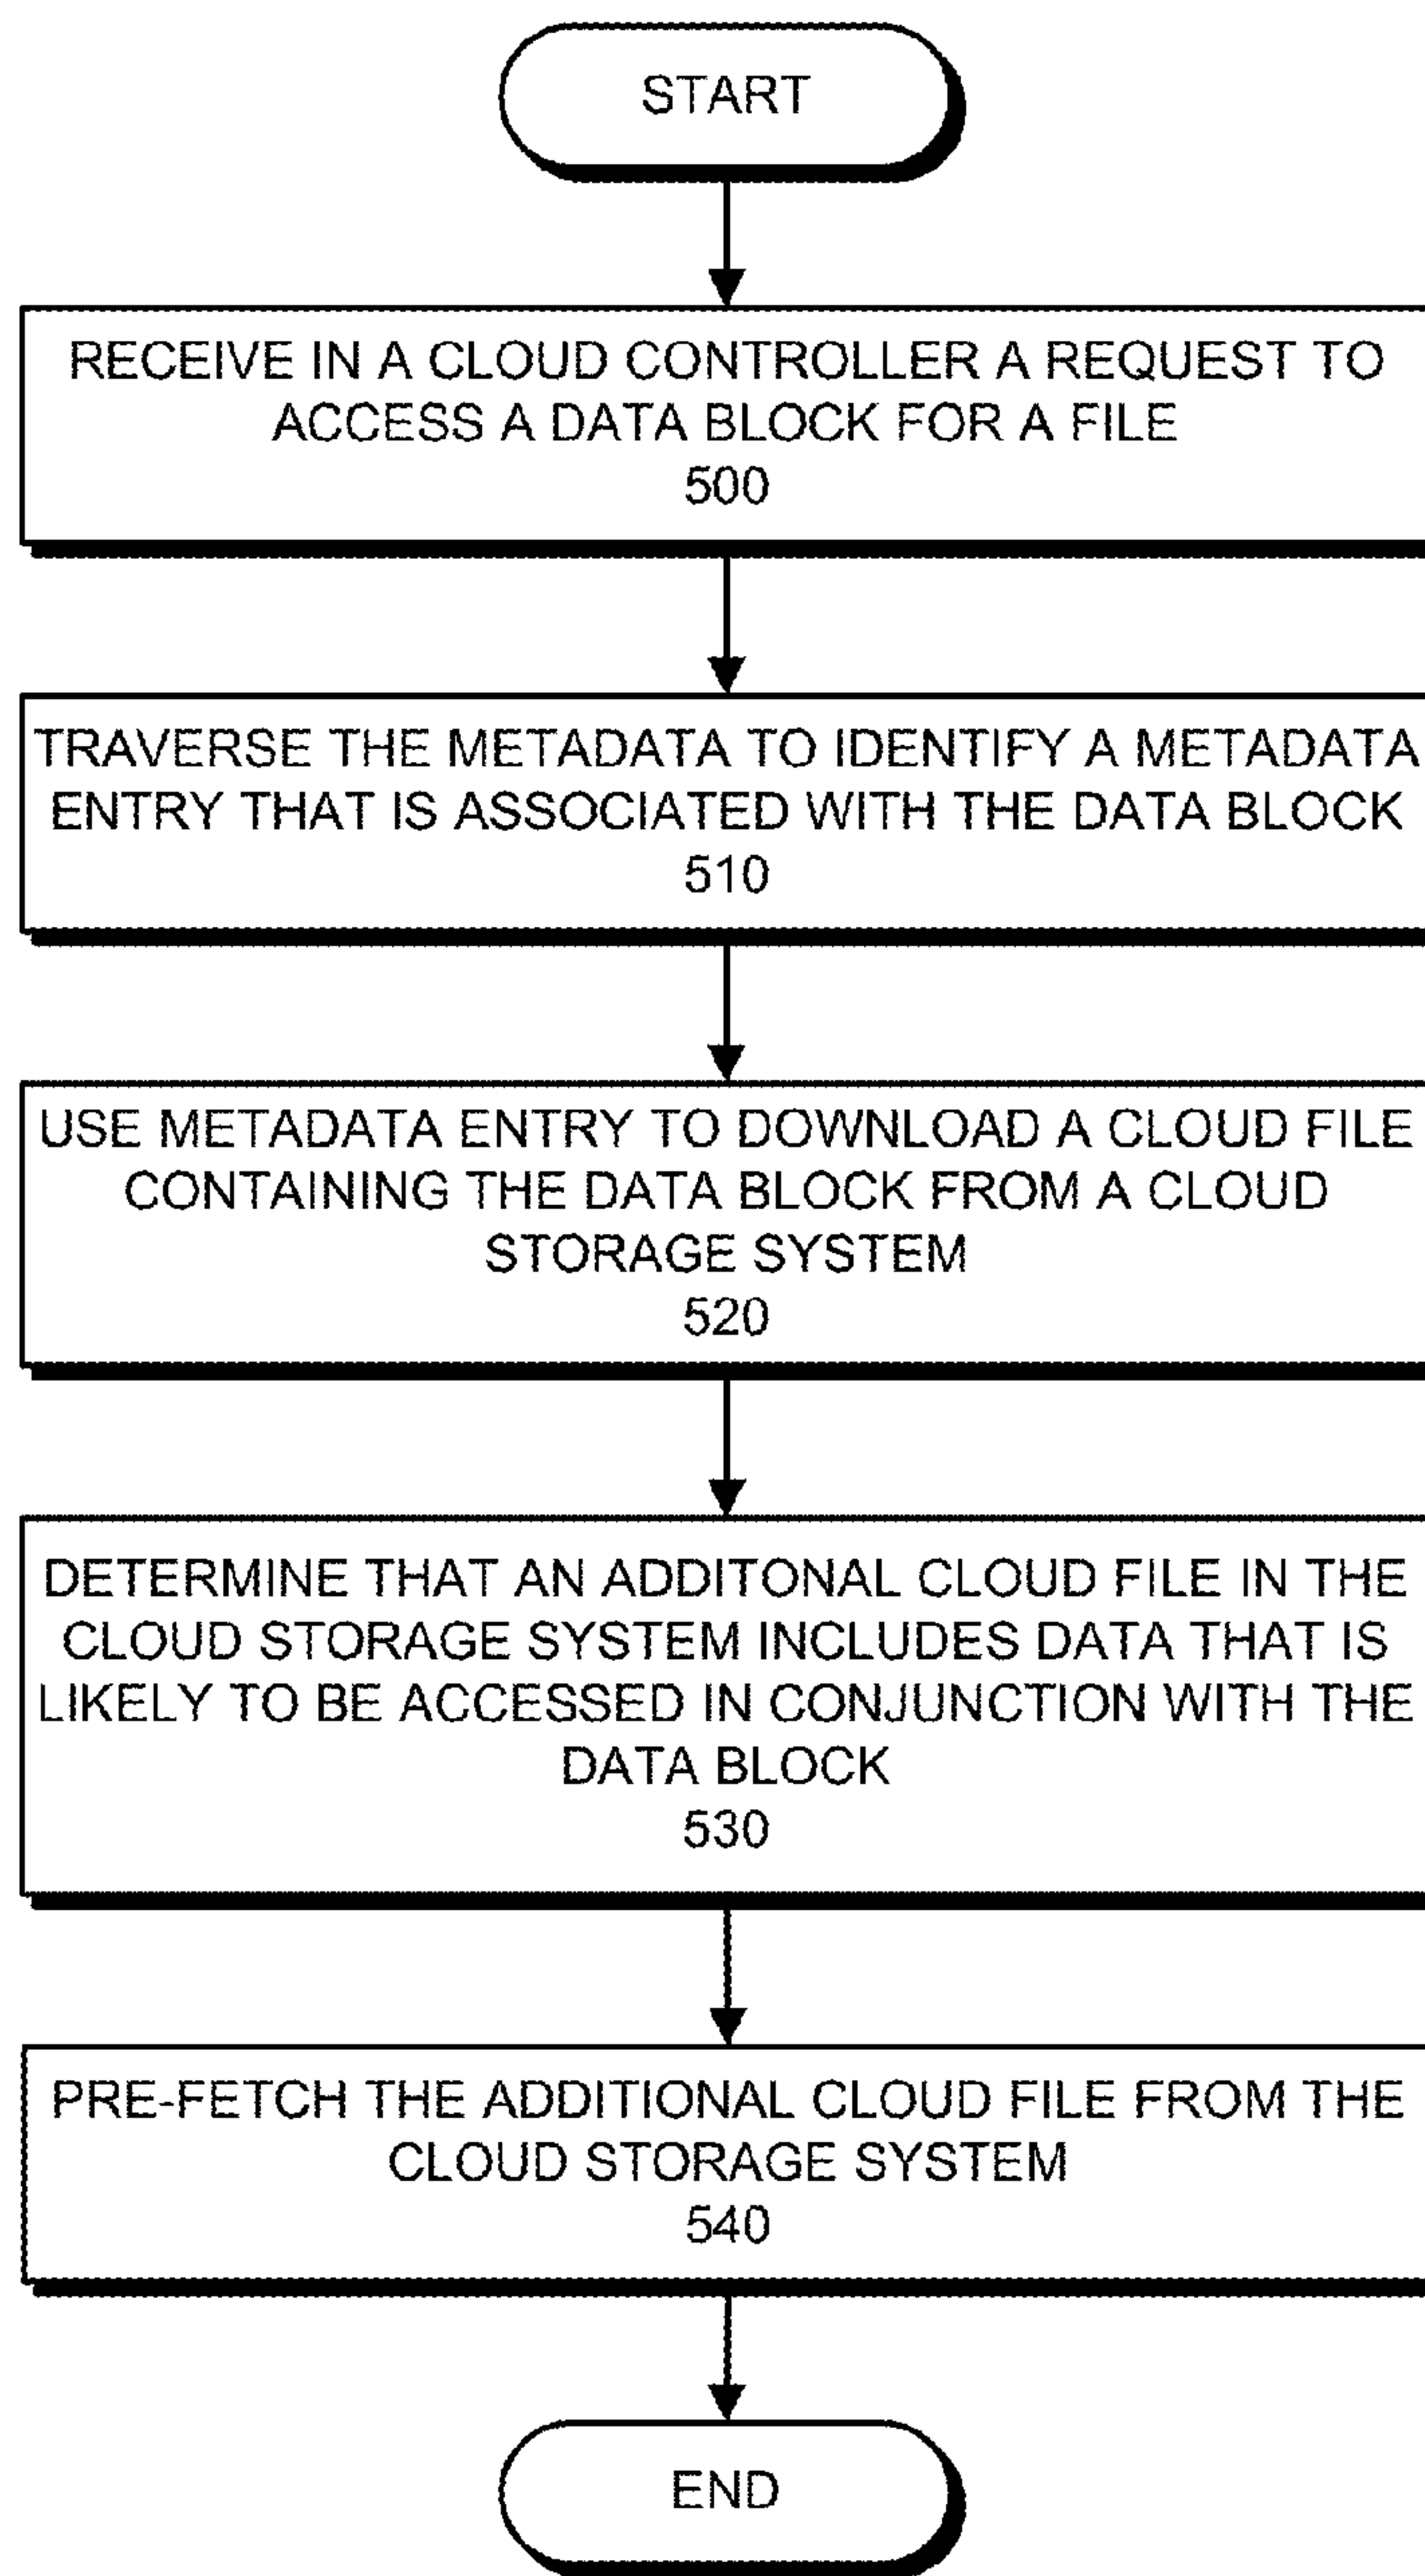 START
RECEIVE IN A CLOUD CONTROLLER A REQUEST TO
ACCESS A DATA BLOCK FOR A FILE
500
TRAVERSE THE METADATA TO IDENTIFY A METADATA
ENTRY THAT IS ASSOCIATED WITH THE DATA BLOCK
510
USE METADATA ENTRY TO DOWNLOAD A CLOUD FILE
CONTAINING THE DATA BLOCK FROM A CLOUD
STORAGE SYSTEM
520
DETERMINE THAT AN ADDITONAL CLOUD FILE IN THE
CLOUD STORAGE SYSTEM INCLUDES DATA THAT IS
LIKELY TO BE ACCESSED IN CONJUNCTION WITH THE
DATA BLOCK
530
PRE-FETCH THE ADDITIONAL CLOUD FILE FROM THE
CLOUD STORAGE SYSTEM
540
END